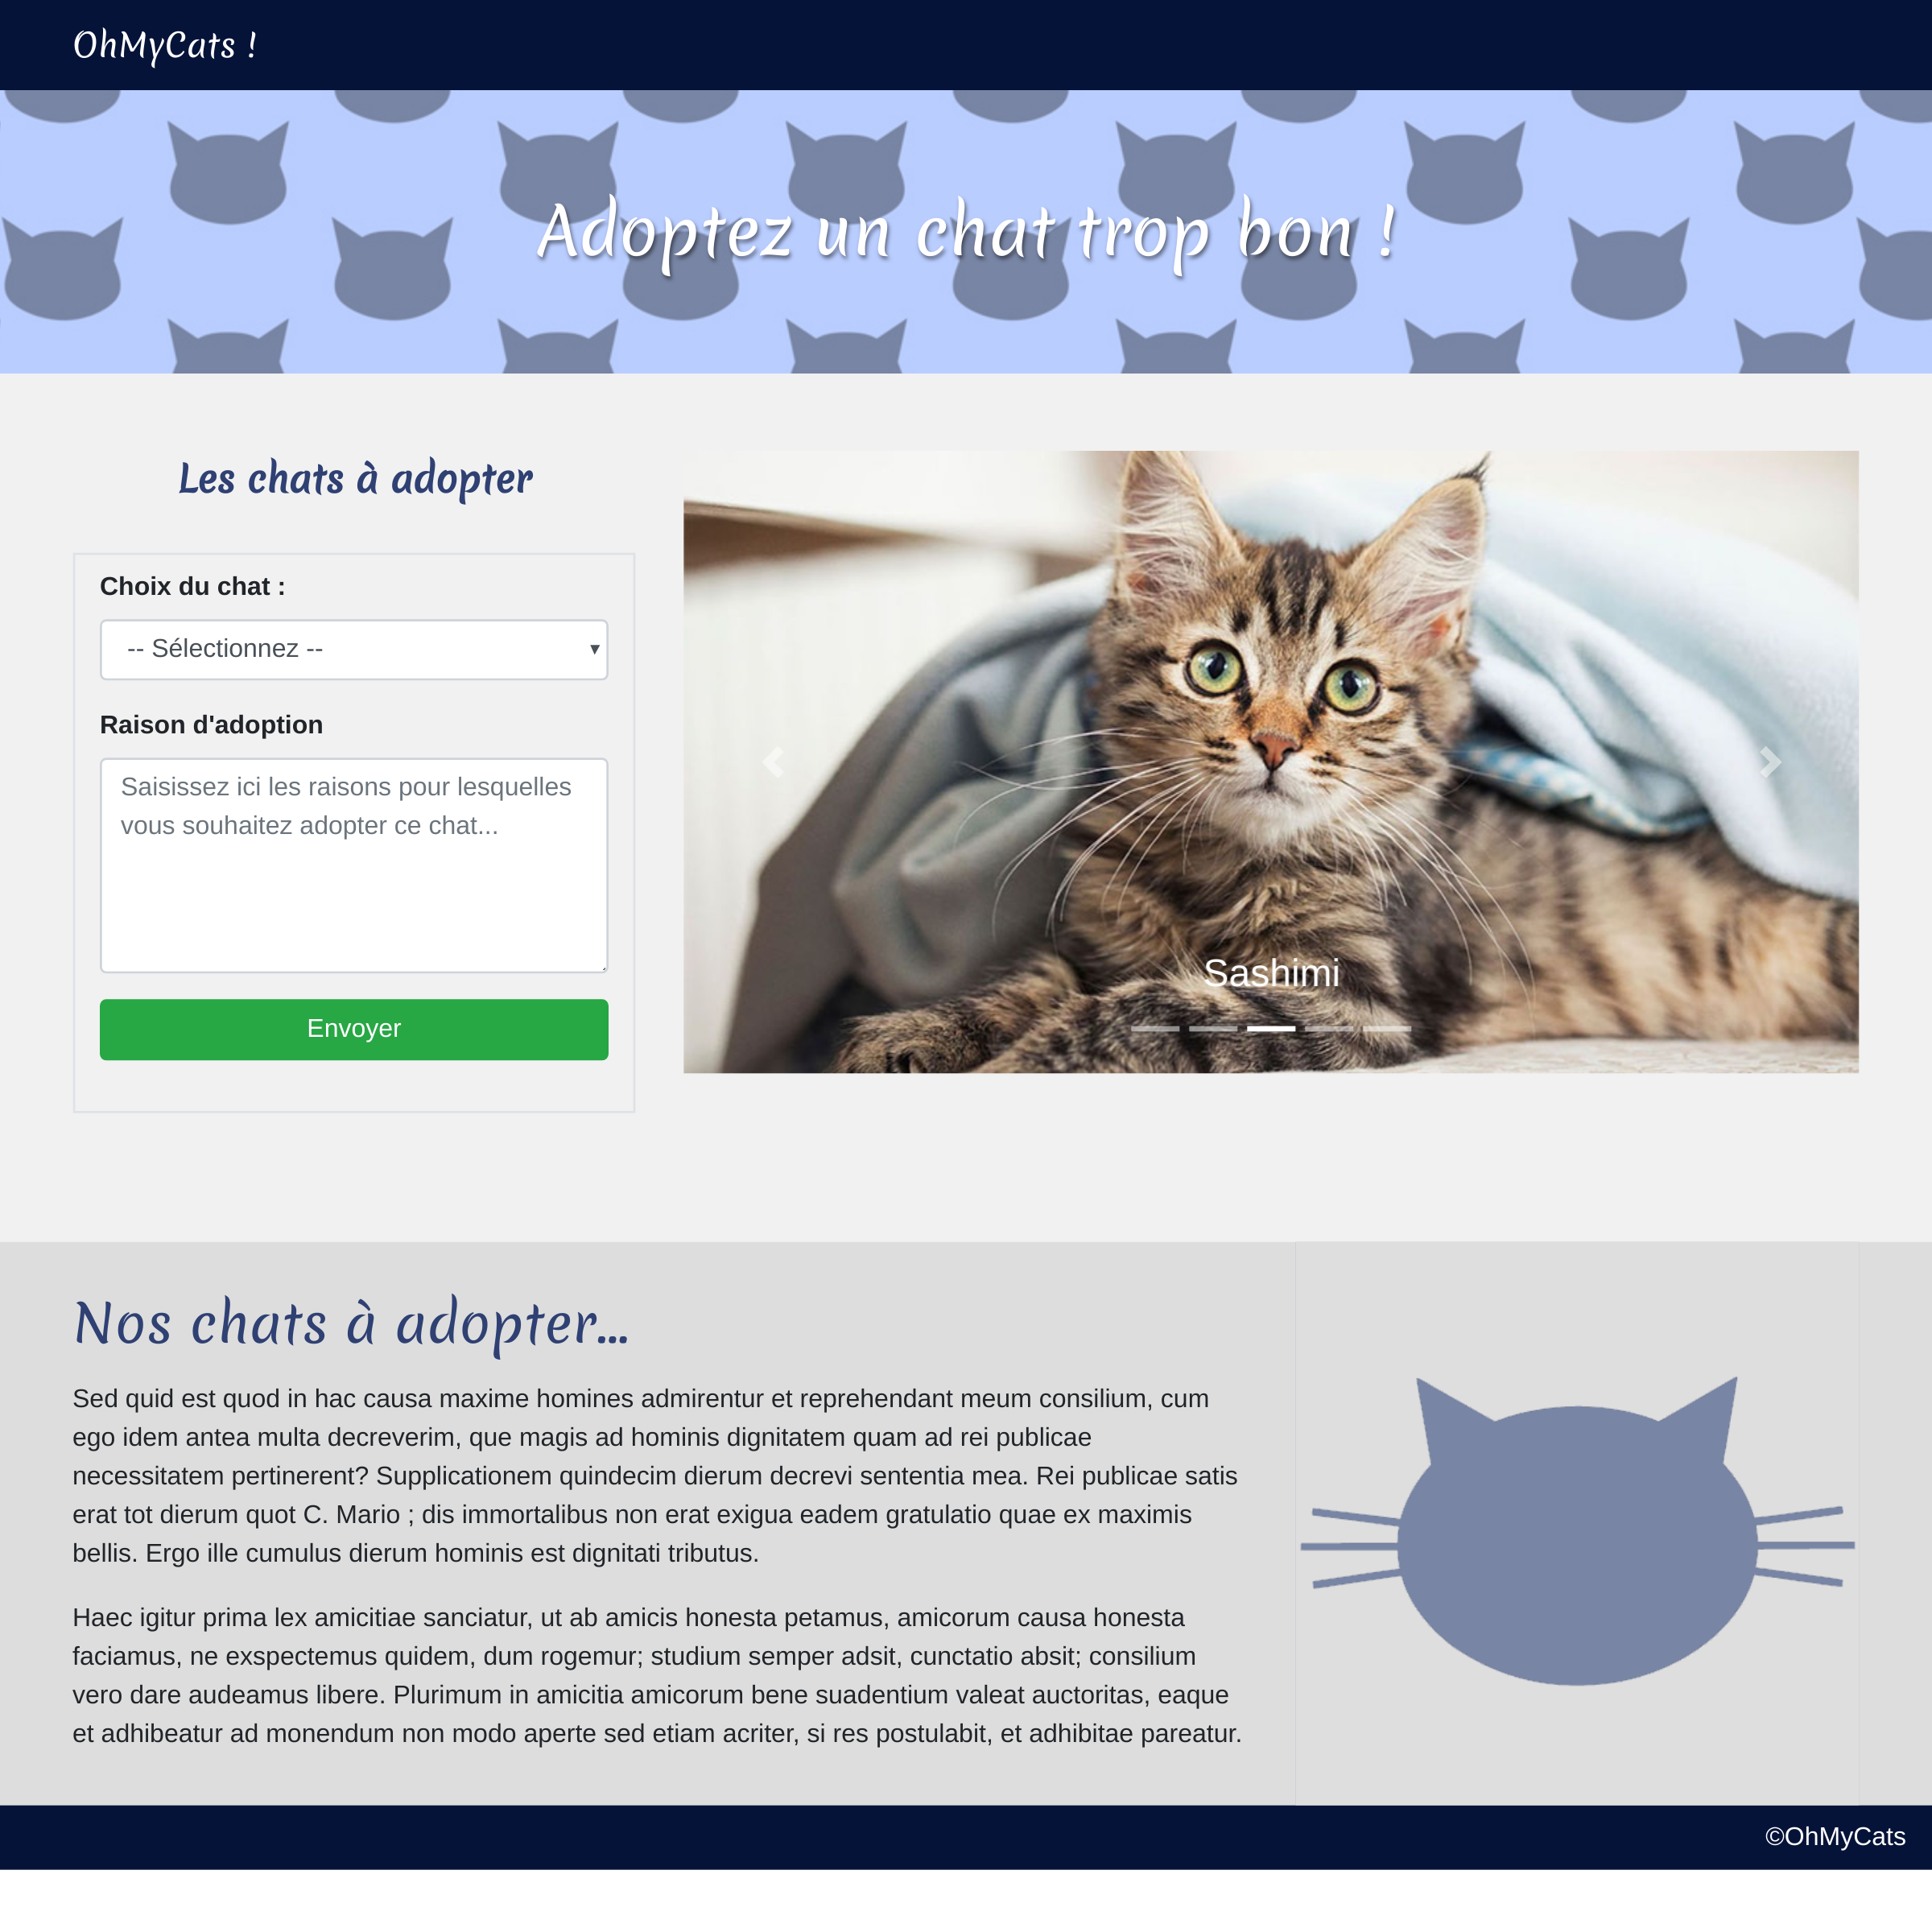 OhMyCats !
Adoptez un chat trop bon !
Les chats à adopter
Choix du chat :
-- Sélectionnez --
Raison d'adoption
Saisissez ici les raisons pour lesquelles
vous souhaitez adopter ce chat...
Envoyer
Sashimi
Nos chats à adopter...
Sed quid est quod in hac causa maxime homines admirentur et reprehendant meum consilium, cum
ego idem antea multa decreverim, que magis ad hominis dignitatem quam ad rei publicae
necessitatem pertinerent? Supplicationem quindecim dierum decrevi sententia mea. Rei publicae satis
erat tot dierum quot C. Mario ; dis immortalibus non erat exigua eadem gratulatio quae ex maximis
bellis. Ergo ille cumulus dierum hominis est dignitati tributus.
Haec igitur prima lex amicitiae sanciatur, ut ab amicis honesta petamus, amicorum causa honesta
faciamus, ne exspectemus quidem, dum rogemur; studium semper adsit, cunctatio absit; consilium
vero dare audeamus libere. Plurimum in amicitia amicorum bene suadentium valeat auctoritas, eaque
et adhibeatur ad monendum non modo aperte sed etiam acriter, si res postulabit, et adhibitae pareatur.
©OhMyCats